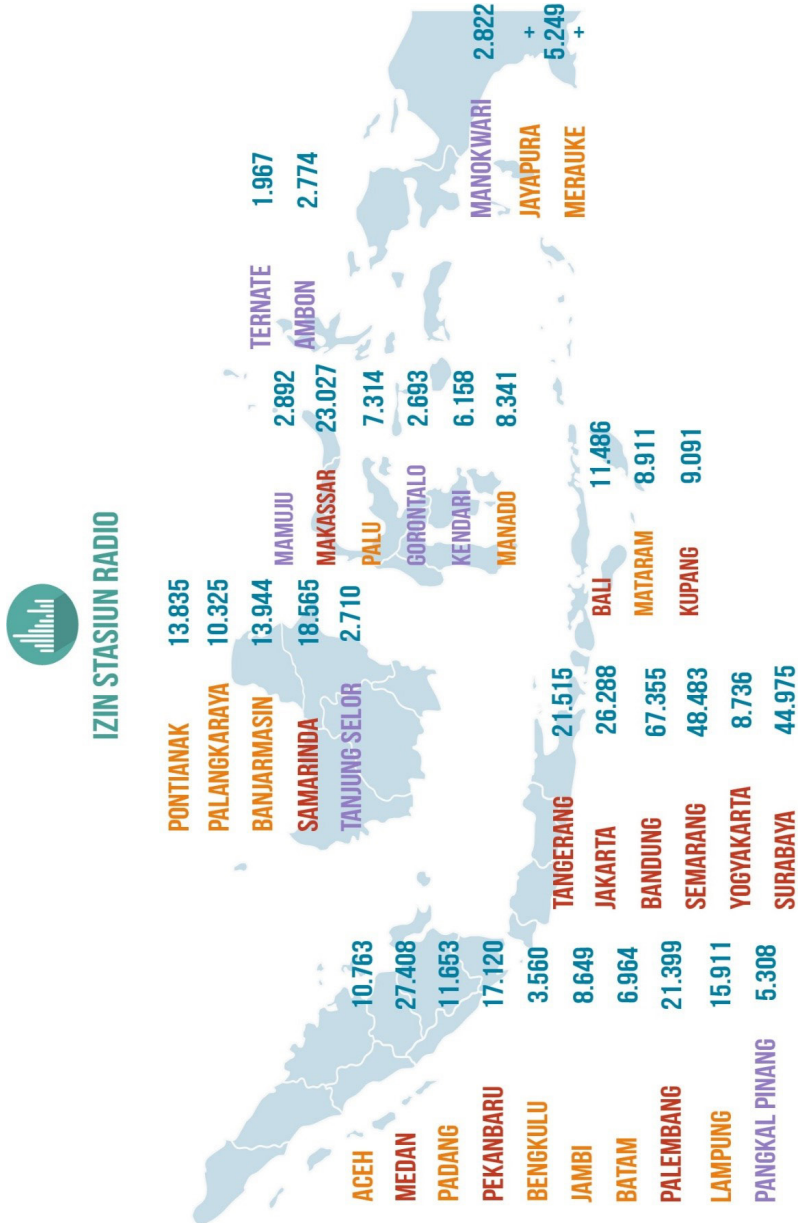 IZIN STASIUN RADIO
PONTIANAK 13.835
PALANGKARAYA 10.325
BANJARMASIN 13.944
SAMARINDA 18.565
TANJUNG SELOR 2.710
TERNATE 1.967
AMBON 2.774
MAMUJU 2.892
MAKASSAR 23.027
PALU 7.314
GORONTALO 2.693
KENDARI 6.158
MANADO 8.341
ACEH 10.763
MEDAN 27.408
PADANG 11.653
PEKANBARU 17.120
BENGKULU 3.560
JAMBI 8.649
BATAM 6.964
PALEMBANG 21.399
LAMPUNG 15.911
PANGKAL PINANG 5.308
MANOKWARI 2.822
JAYAPURA +
5.249
MERAUKE +
TANGERANG 21.515
JAKARTA 26.288
BANDUNG 67.355
SEMARANG 48.483
YOGYAKARTA 8.736
SURABAYA 44.975
BALI 11.486
MATARAM 8.911
KUPANG 9.091